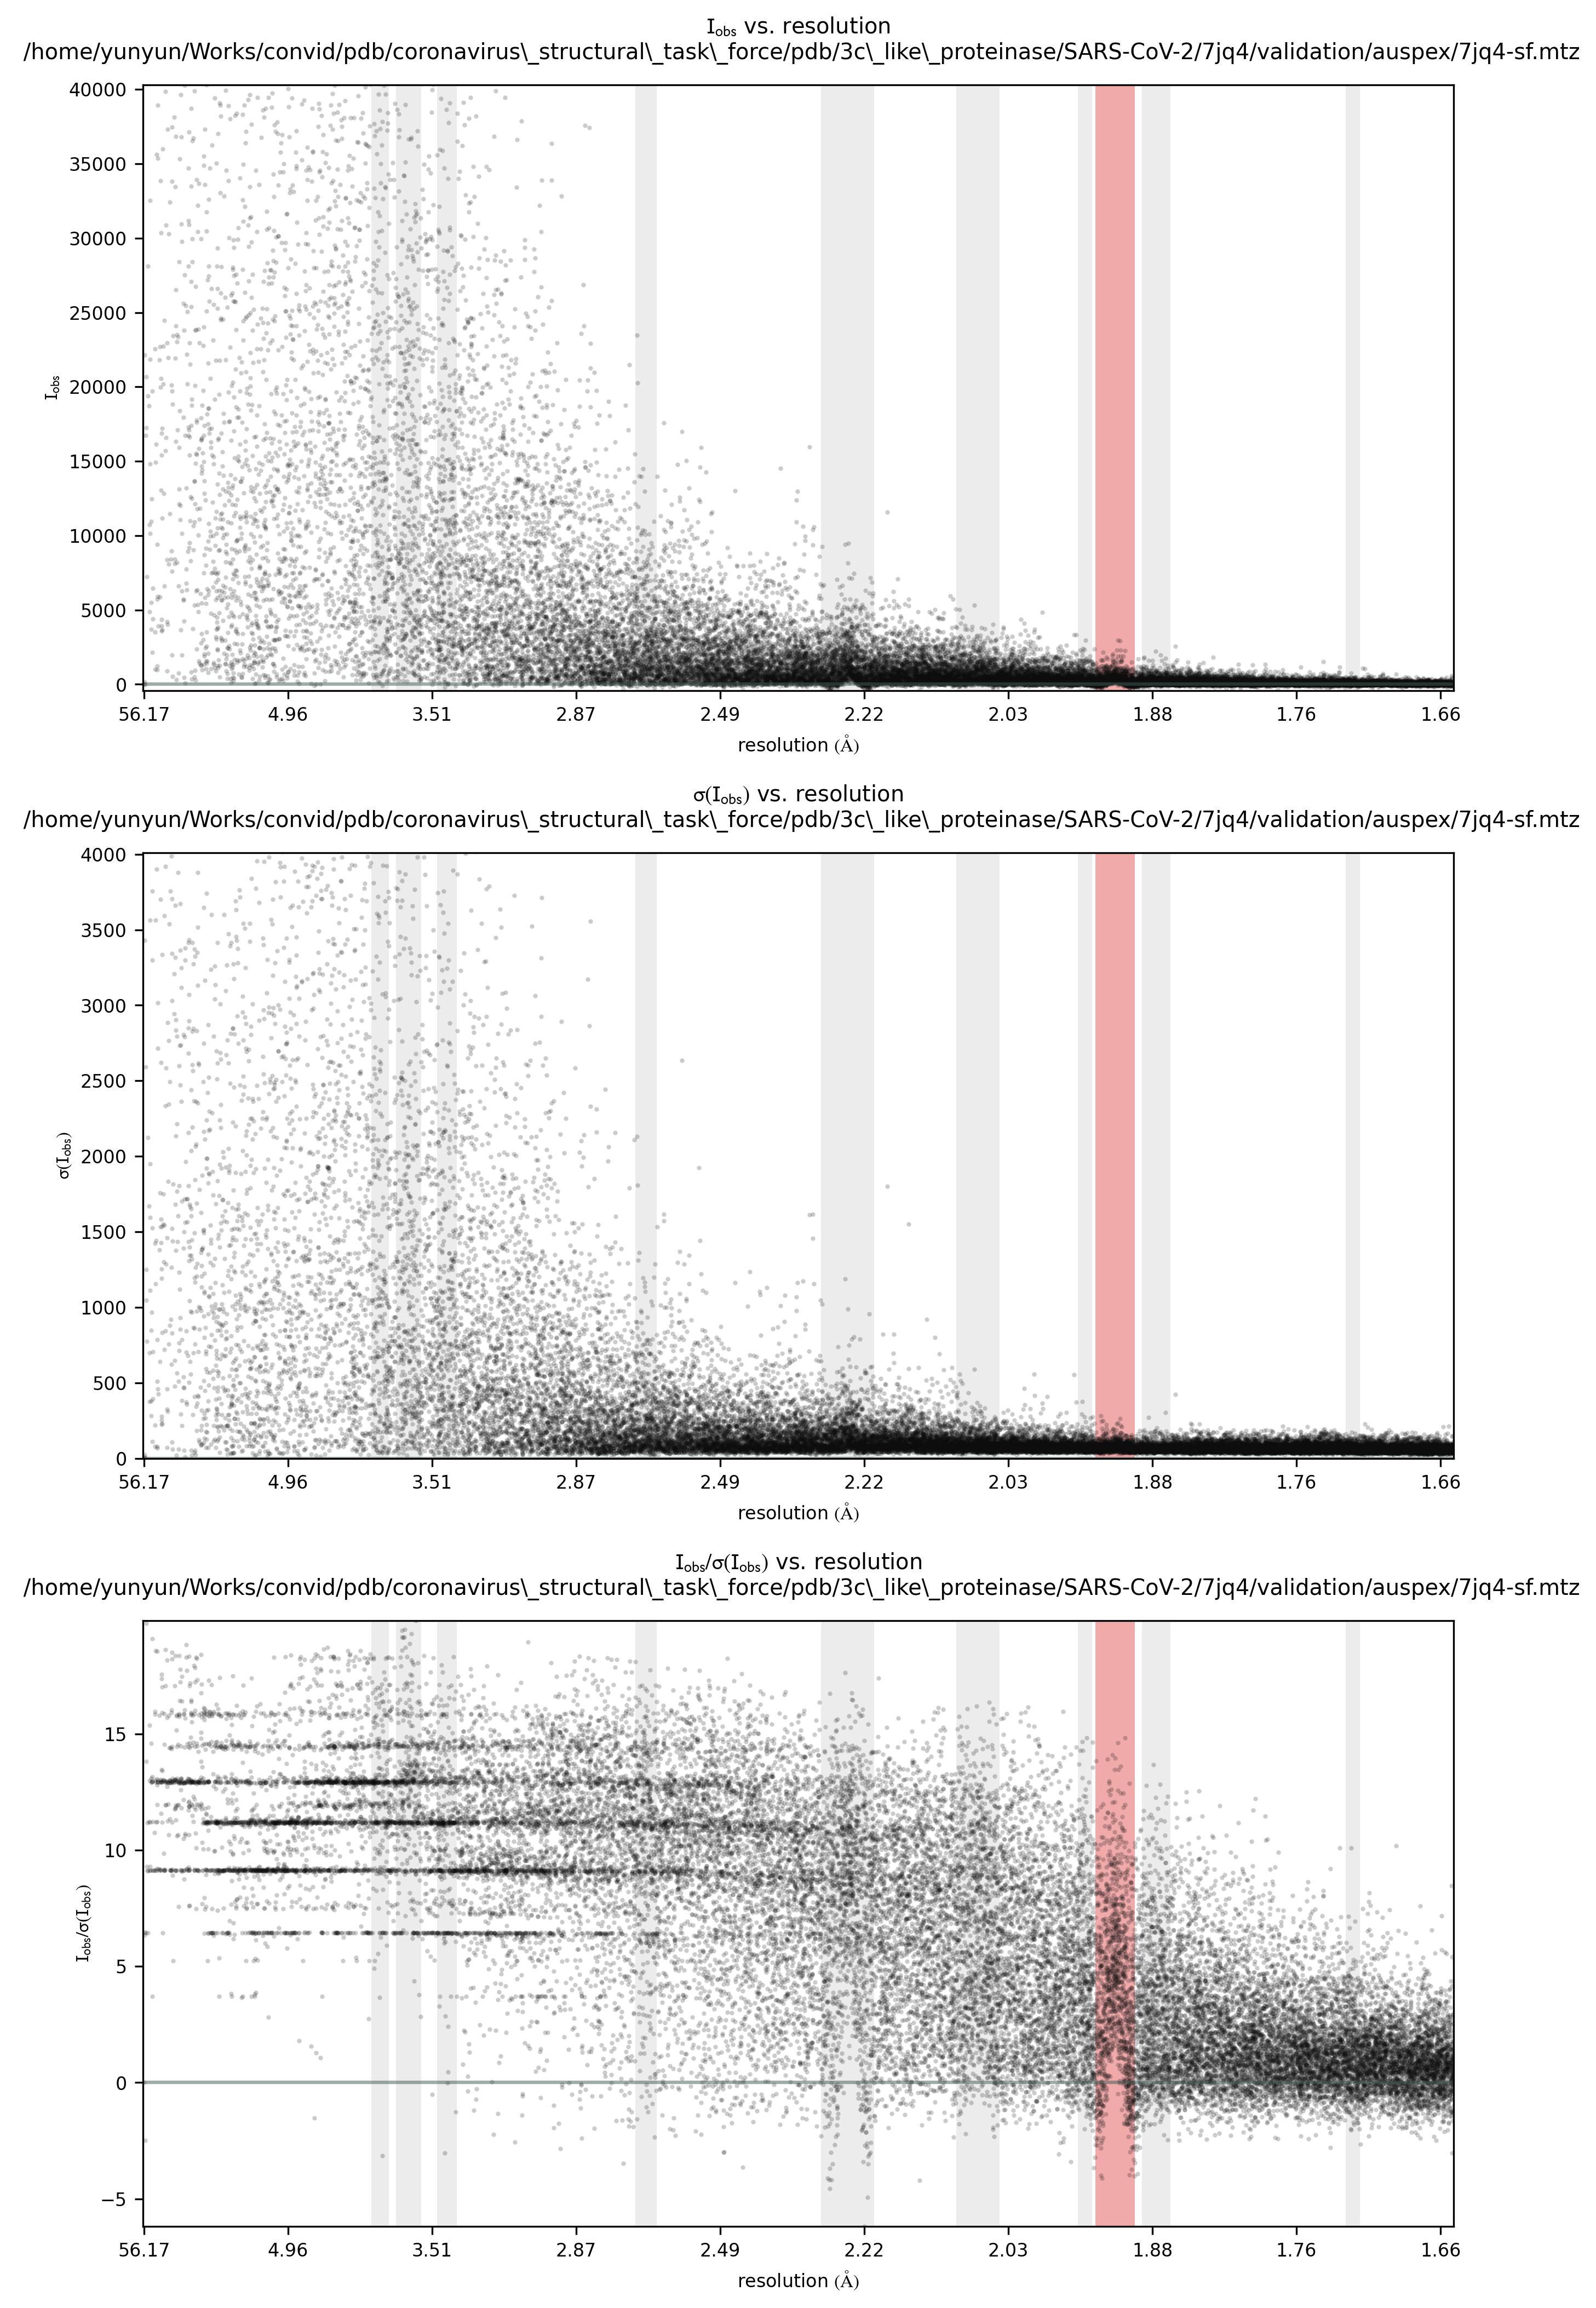 I_obs vs. resolution
/home/yunyun/Works/convid/pdb/coronavirus\_structural\_task\_force/pdb/3c\_like\_proteinase/SARS-CoV-2/7jq4/validation/auspex/7jq4-sf.mtz
40000
35000
30000
25000
20000
15000
10000
5000
0
I_obs
56.17 4.96 3.51 2.87 2.49 2.22 2.03 1.88 1.76 1.66
resolution (Å)
σ(I_obs) vs. resolution
/home/yunyun/Works/convid/pdb/coronavirus\_structural\_task\_force/pdb/3c\_like\_proteinase/SARS-CoV-2/7jq4/validation/auspex/7jq4-sf.mtz
4000
3500
3000
2500
2000
1500
1000
500
0
σ(I_obs)
56.17 4.96 3.51 2.87 2.49 2.22 2.03 1.88 1.76 1.66
resolution (Å)
I_obs/σ(I_obs) vs. resolution
/home/yunyun/Works/convid/pdb/coronavirus\_structural\_task\_force/pdb/3c\_like\_proteinase/SARS-CoV-2/7jq4/validation/auspex/7jq4-sf.mtz
15
10
5
0
−5
I_obs/σ(I_obs)
56.17 4.96 3.51 2.87 2.49 2.22 2.03 1.88 1.76 1.66
resolution (Å)